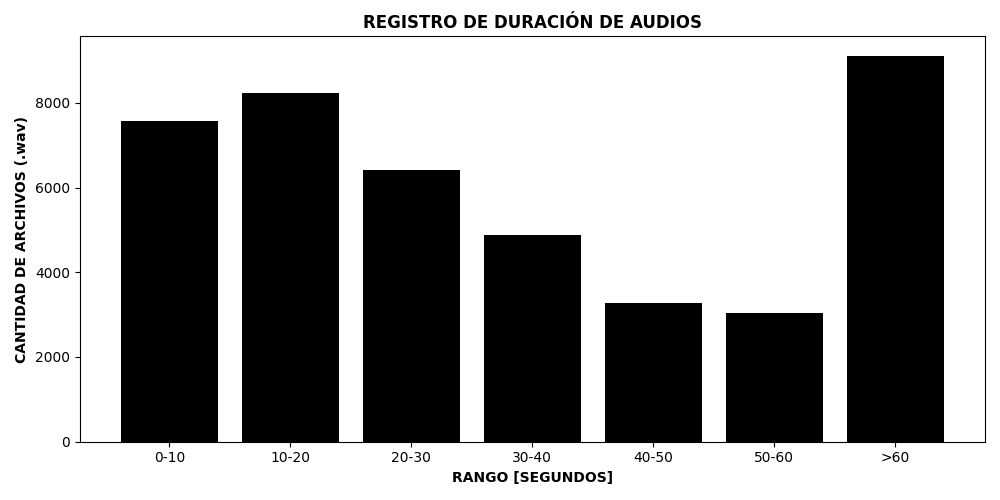 REGISTRO DE DURACIÓN DE AUDIOS
CANTIDAD DE ARCHIVOS (.wav)
8000
6000
4000
2000
0
0-10 10-20 20-30 30-40 40-50 50-60 >60
RANGO [SEGUNDOS]